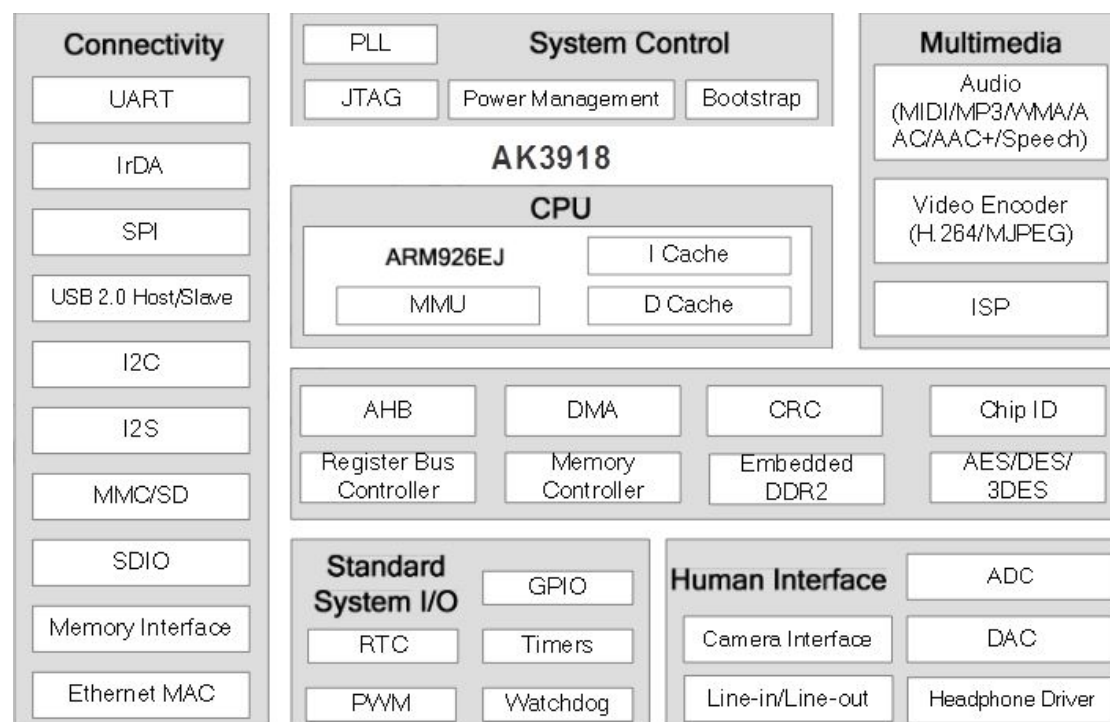 Connectivity
UART
IrDA
SPI
USB 2.0 Host/Slave
I2C
I2S
MMC/SD
SDIO
Memory Interface
Ethernet MAC
PLL
System Control
JTAG
Power Management
Bootstrap
AK3918
CPU
ARM926EJ
I Cache
MMU
D Cache
Multimedia
Audio
(MIDI/MP3/WMA/A
AC/AAC+/Speech)
Video Encoder
(H.264/MJPEG)
ISP
AHB
DMA
CRC
Chip ID
Register Bus
Controller
Memory
Controller
Embedded
DDR2
AES/DES/
3DES
Standard
System I/O
GPIO
RTC
Timers
PWM
Watchdog
Human Interface
ADC
Camera Interface
DAC
Line-in/Line-out
Headphone Driver